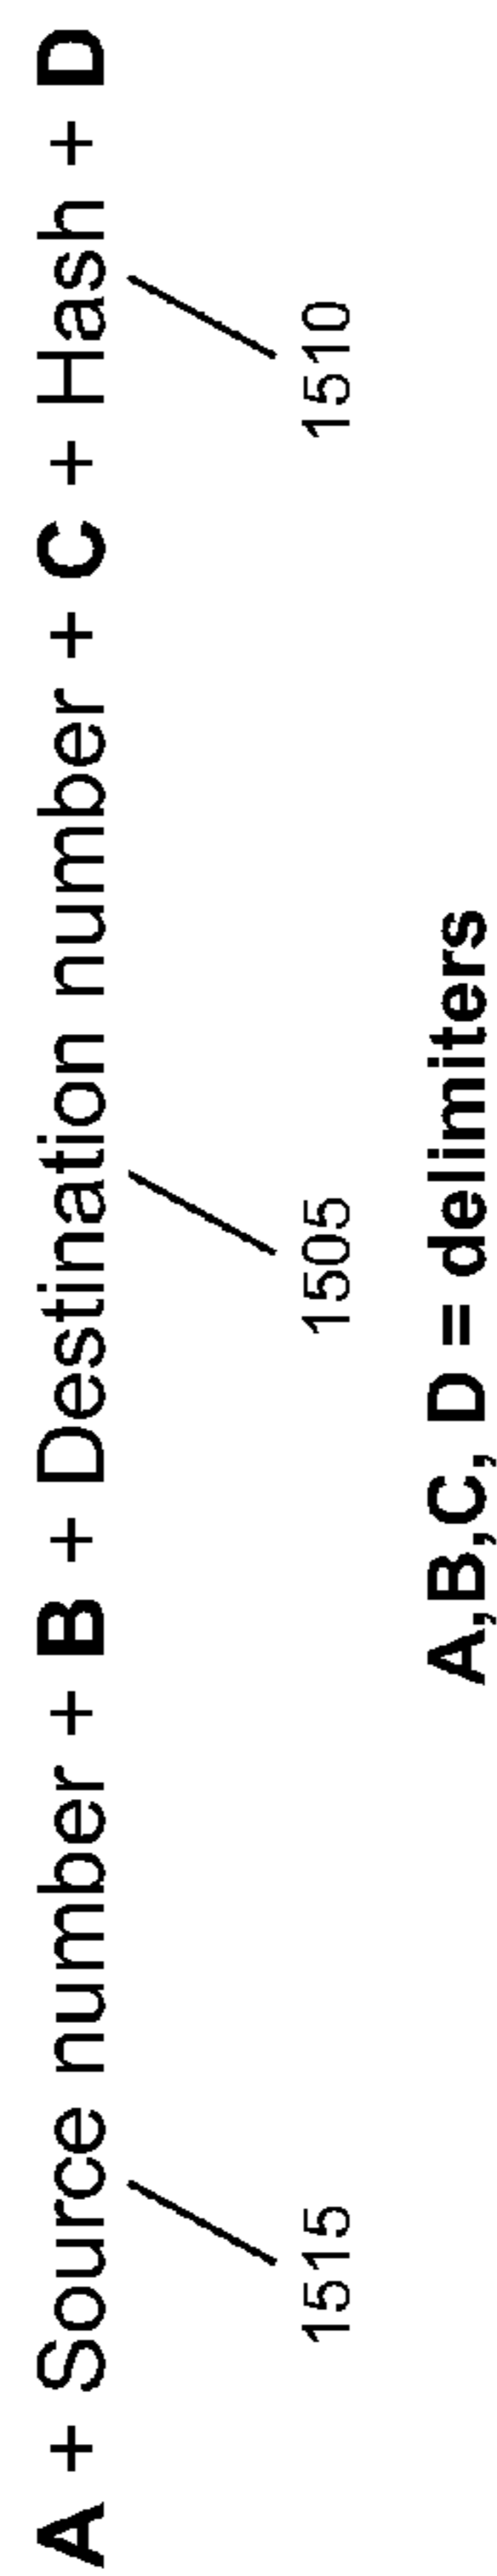 A + Source number + B + Destination number + C + Hash + D
1515 1505 1510
A,B,C, D = delimiters